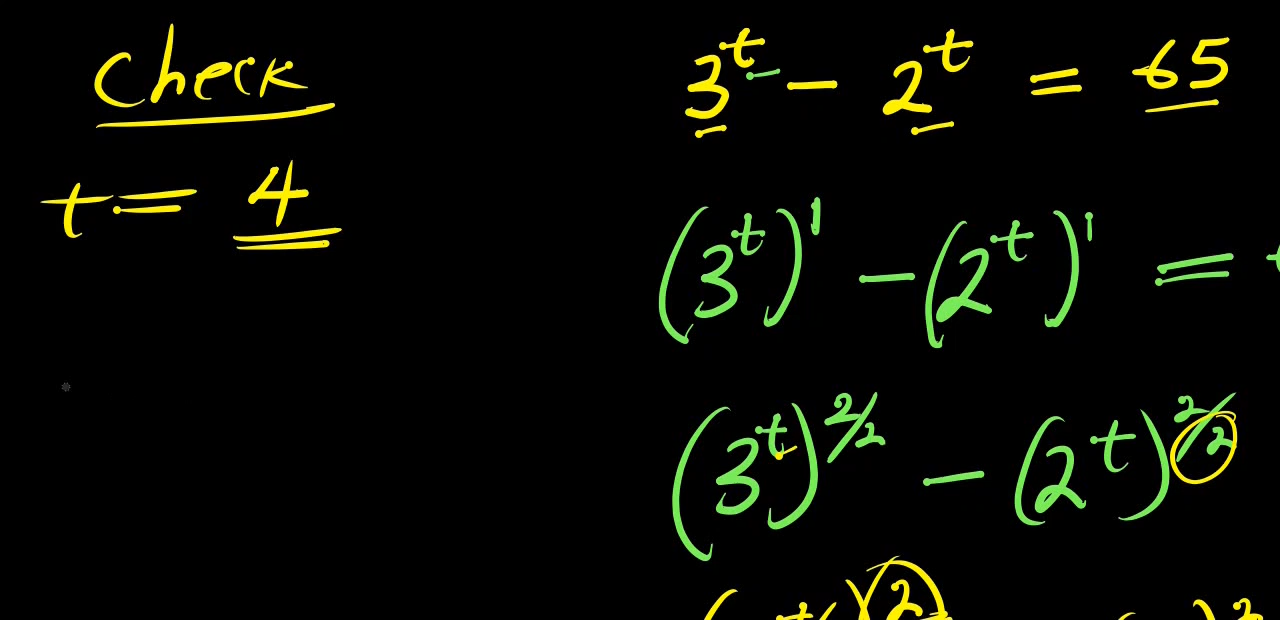 Check
t = 4
3^t - 2^t = 65
(3^t)^1 - (2^t)^1 =
(3^t)^2/2 - (2^t)^2/2